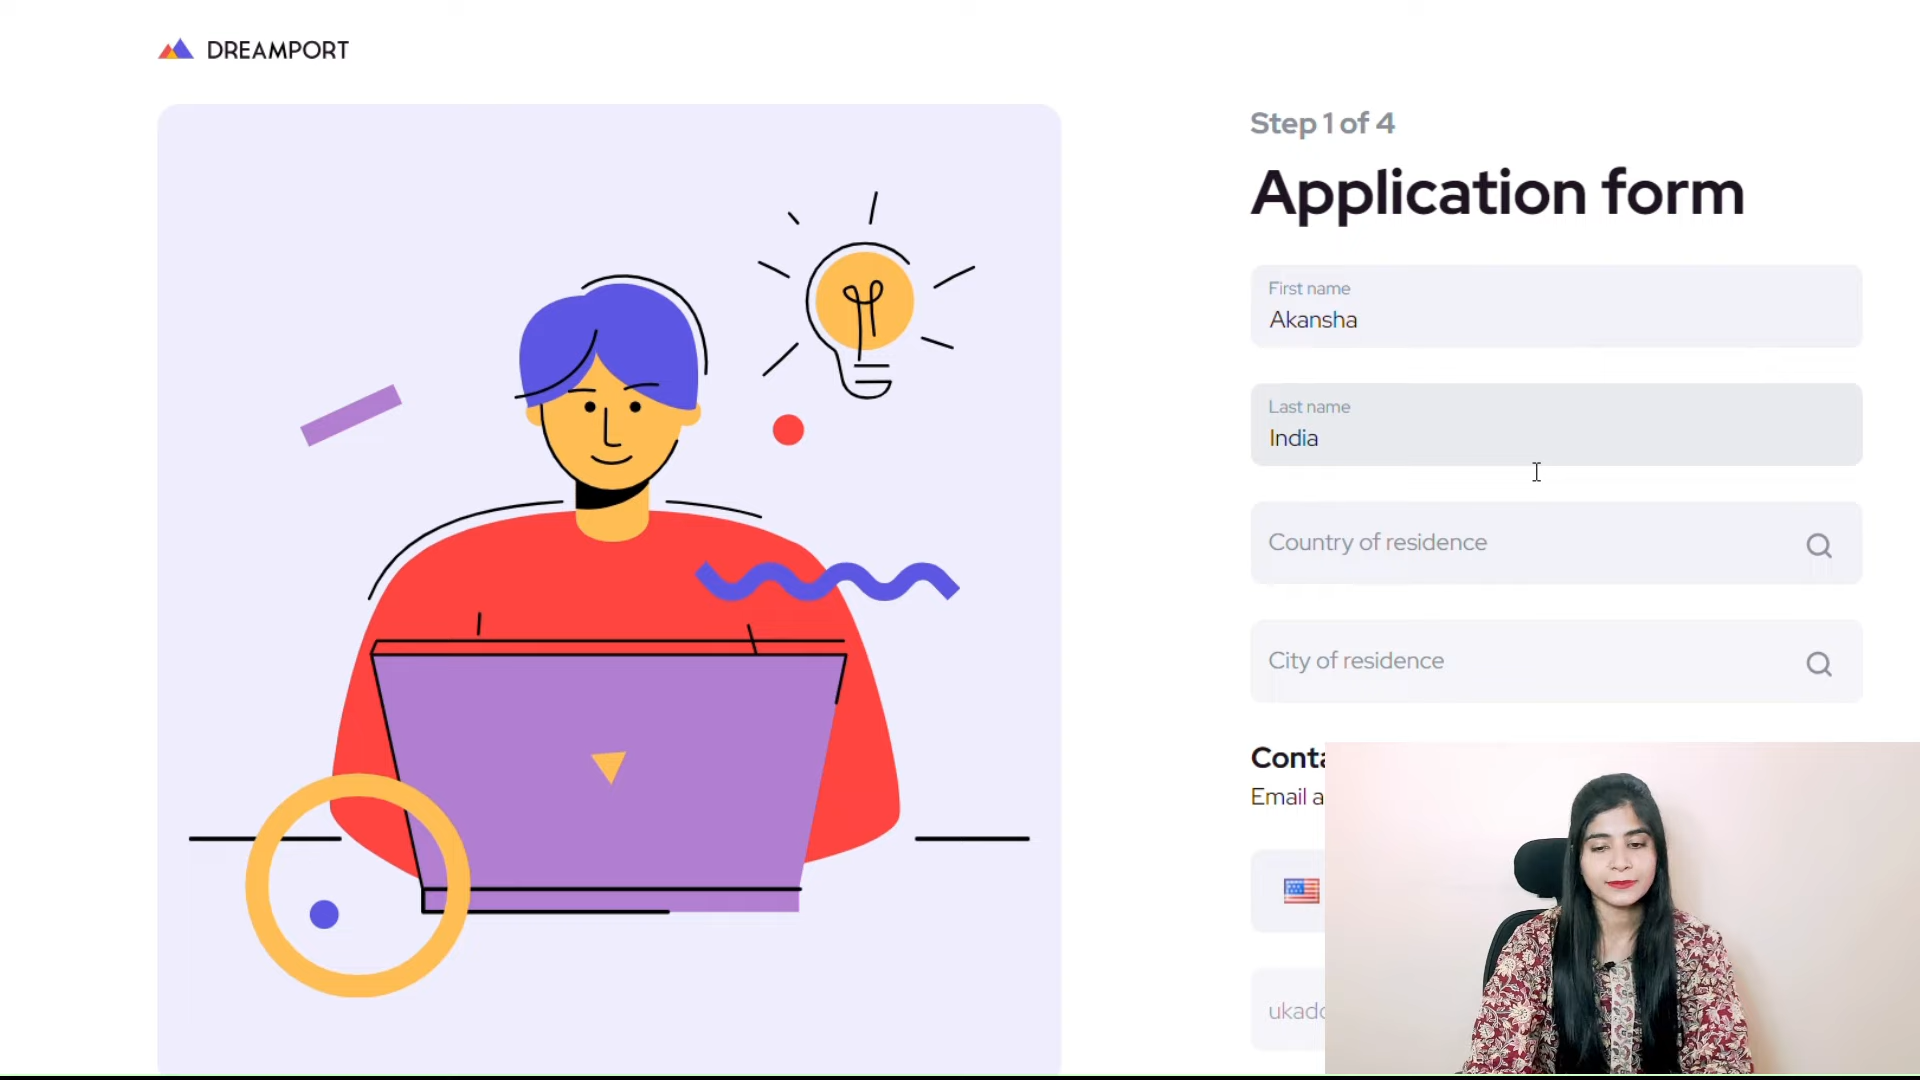 DREAMPORT
Step 1 of 4
Application form
First name
Akansha
Last name
India
Country of residence
City of residence
Email a